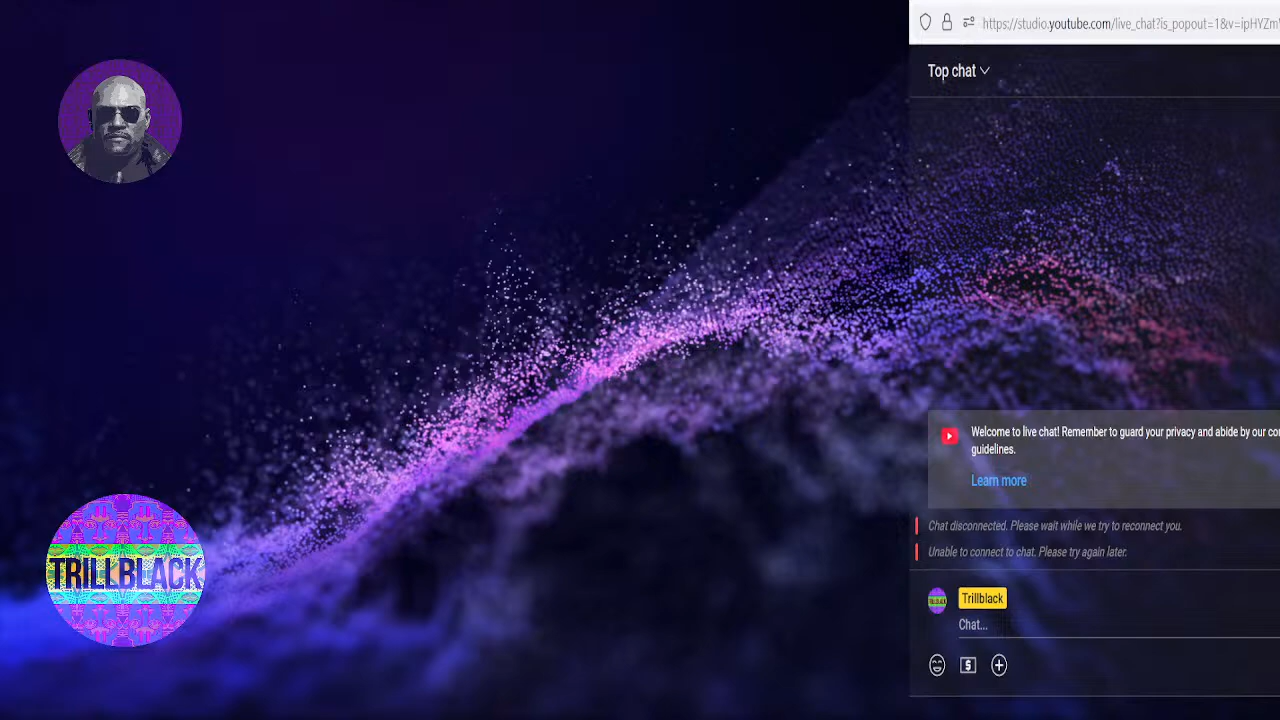 https://studio.youtube.com/live_chat?is_popout=1&v=ipHYZm
Top chat
Welcome to live chat! Remember to guard your privacy and abide by our
guidelines.
Learn more
Chat disconnected. Please wait while we try to reconnect you.
Unable to connect to chat. Please try again later.
TRILLBLACK
Trillblack
Chat...